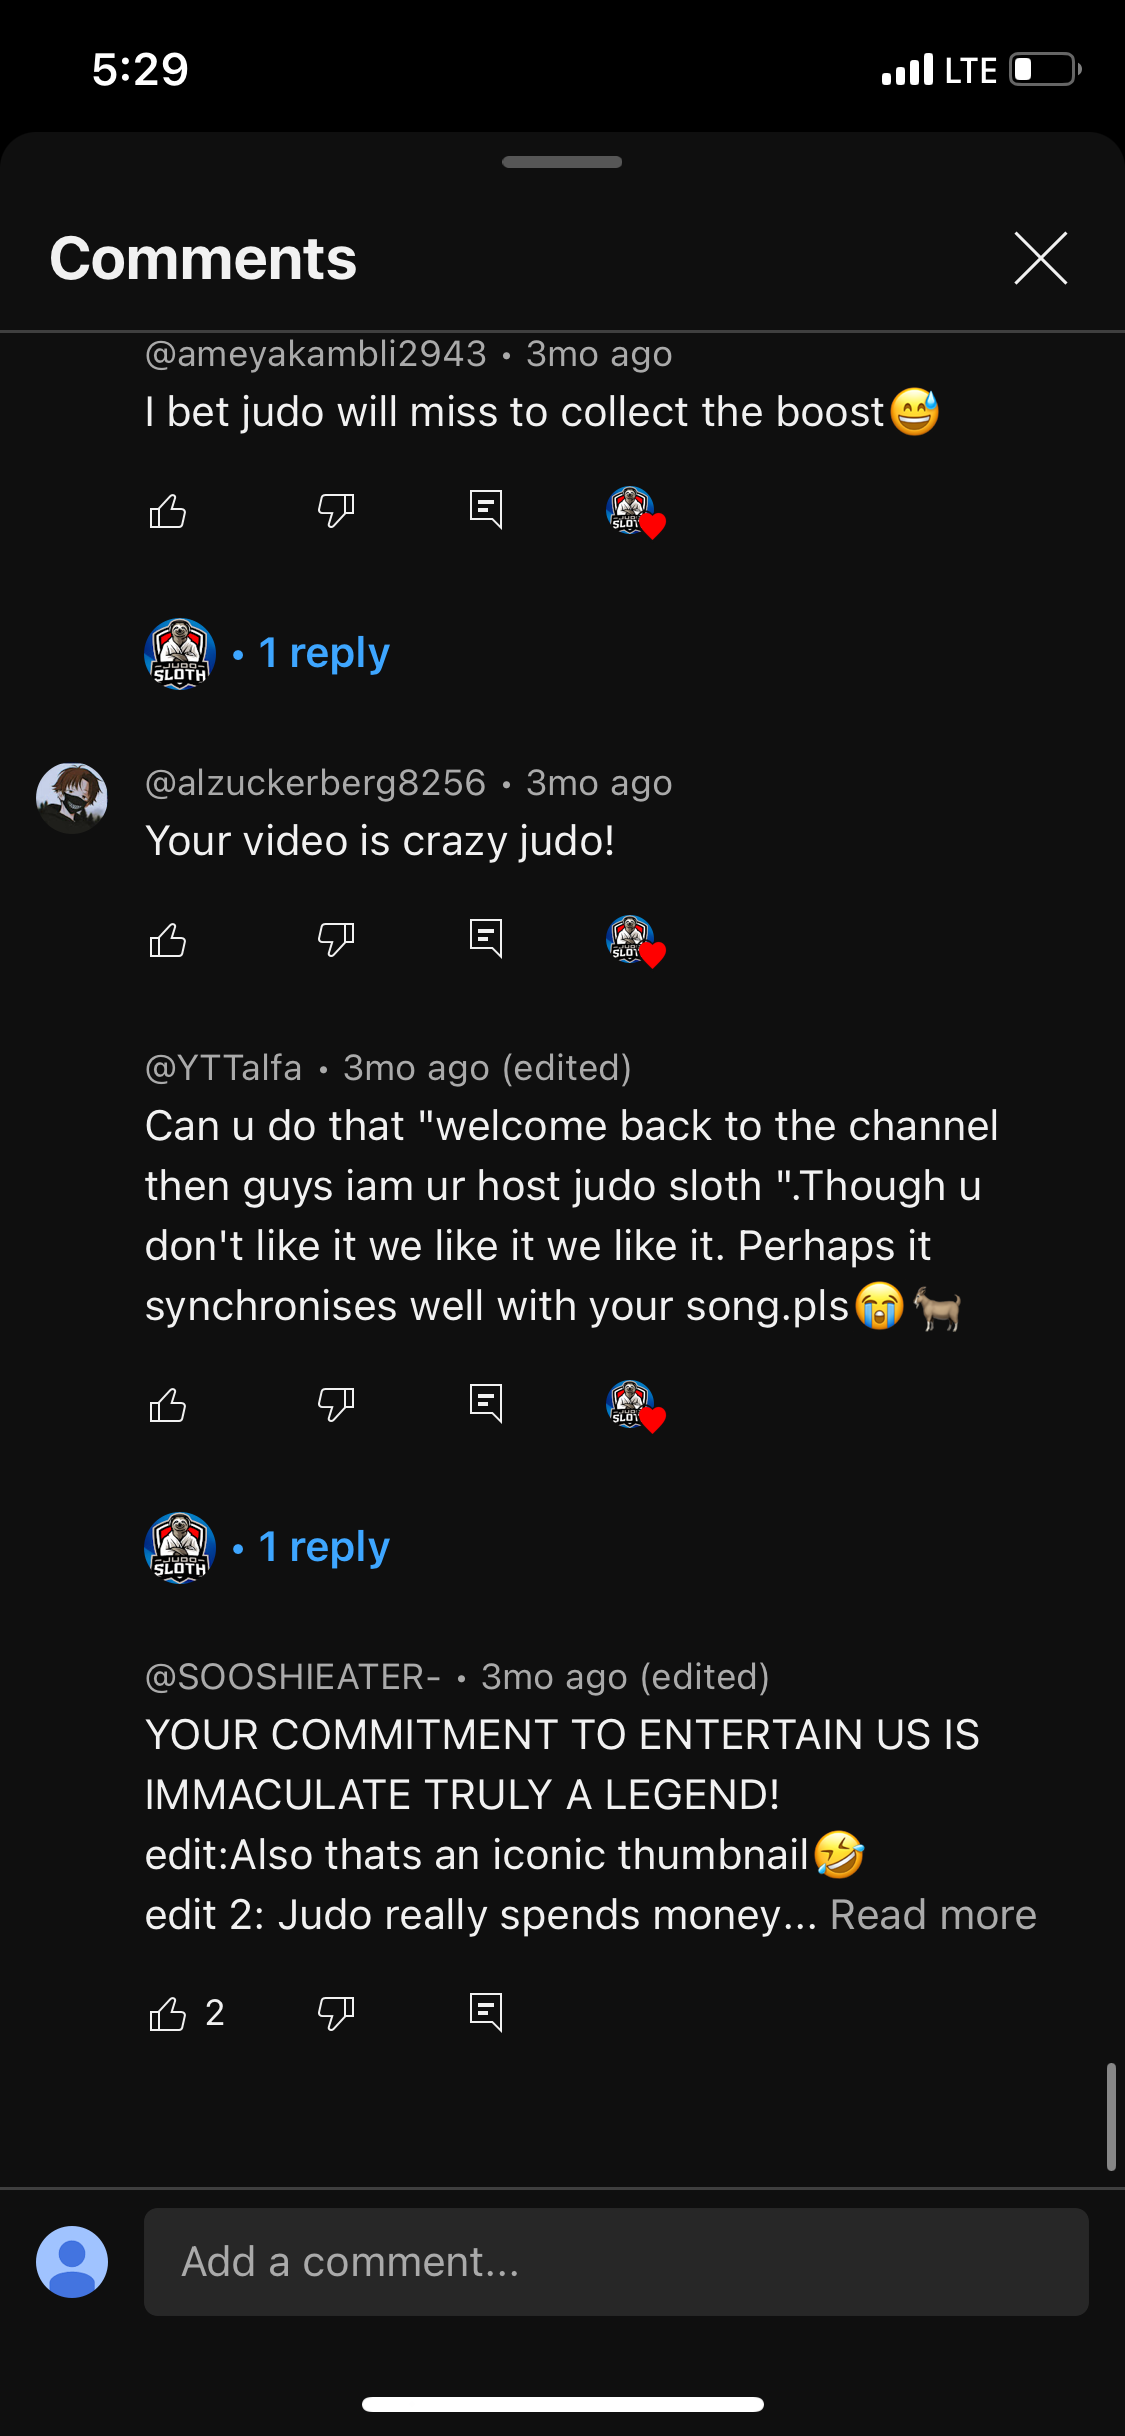 5:29
LTE
Comments
@ameyakambli2943 • 3mo ago
I bet judo will miss to collect the boost😅
JUDO
SLOTH
• 1 reply
@alzuckerberg8256 • 3mo ago
Your video is crazy judo!
@YTTalfa • 3mo ago (edited)
Can u do that "welcome back to the channel
then guys iam ur host judo sloth ".Though u
don't like it we like it we like it. Perhaps it
synchronises well with your song.pls😭🐐
JUDO
SLOTH
• 1 reply
@SOOSHIEATER- • 3mo ago (edited)
YOUR COMMITMENT TO ENTERTAIN US IS
IMMACULATE TRULY A LEGEND!
edit:Also thats an iconic thumbnail🤣
edit 2: Judo really spends money... Read more
2
Add a comment...